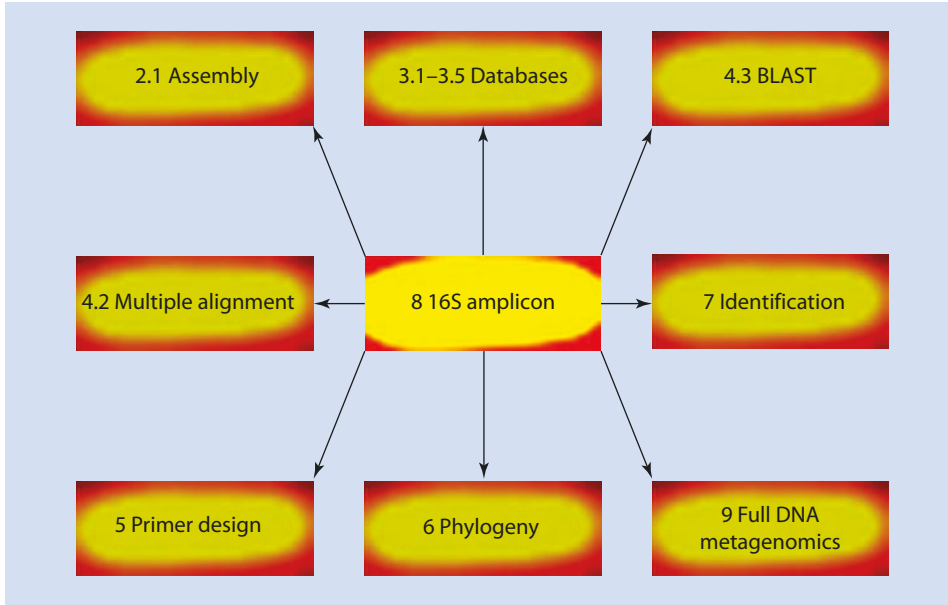 2.1 Assembly
3.1–3.5 Databases
4.3 BLAST
4.2 Multiple alignment
8 16S amplicon
7 Identification
5 Primer design
6 Phylogeny
9 Full DNA
metagenomics